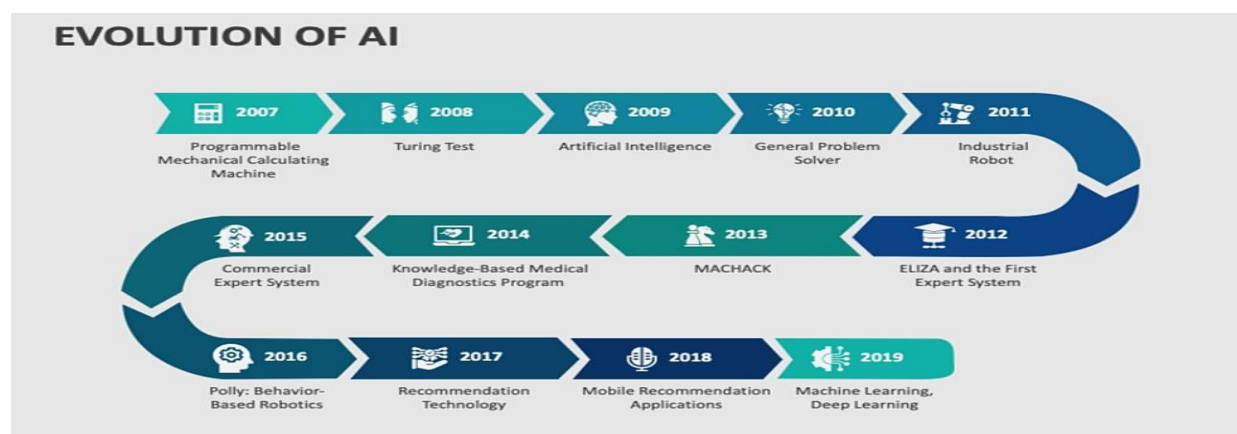 EVOLUTION OF AI
2007
2008
2009
2010
2011
Programmable
Mechanical Calculating
Machine
Turing Test
Artificial Intelligence
General Problem
Solver
Industrial
Robot
2015
2014
2013
2012
Commercial
Expert System
Knowledge-Based Medical
Diagnostics Program
MACHACK
ELIZA and the First
Expert System
2016
2017
2018
2019
Polly: Behavior-
Based Robotics
Recommendation
Technology
Mobile Recommendation
Applications
Machine Learning,
Deep Learning